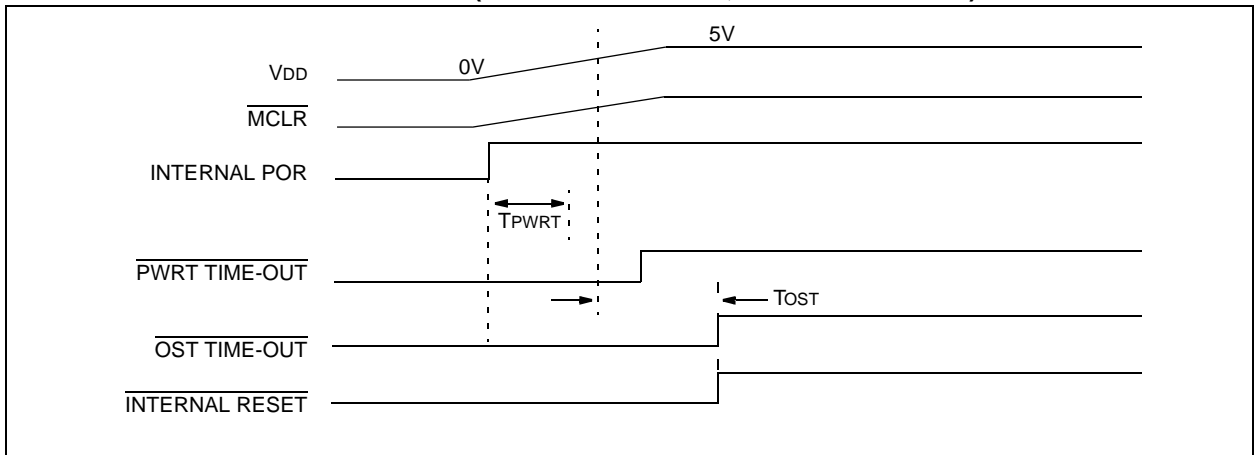 5V
VDD
0V
MCLR
INTERNAL POR
TPWRT
PWRT TIME-OUT
TOST
OST TIME-OUT
INTERNAL RESET